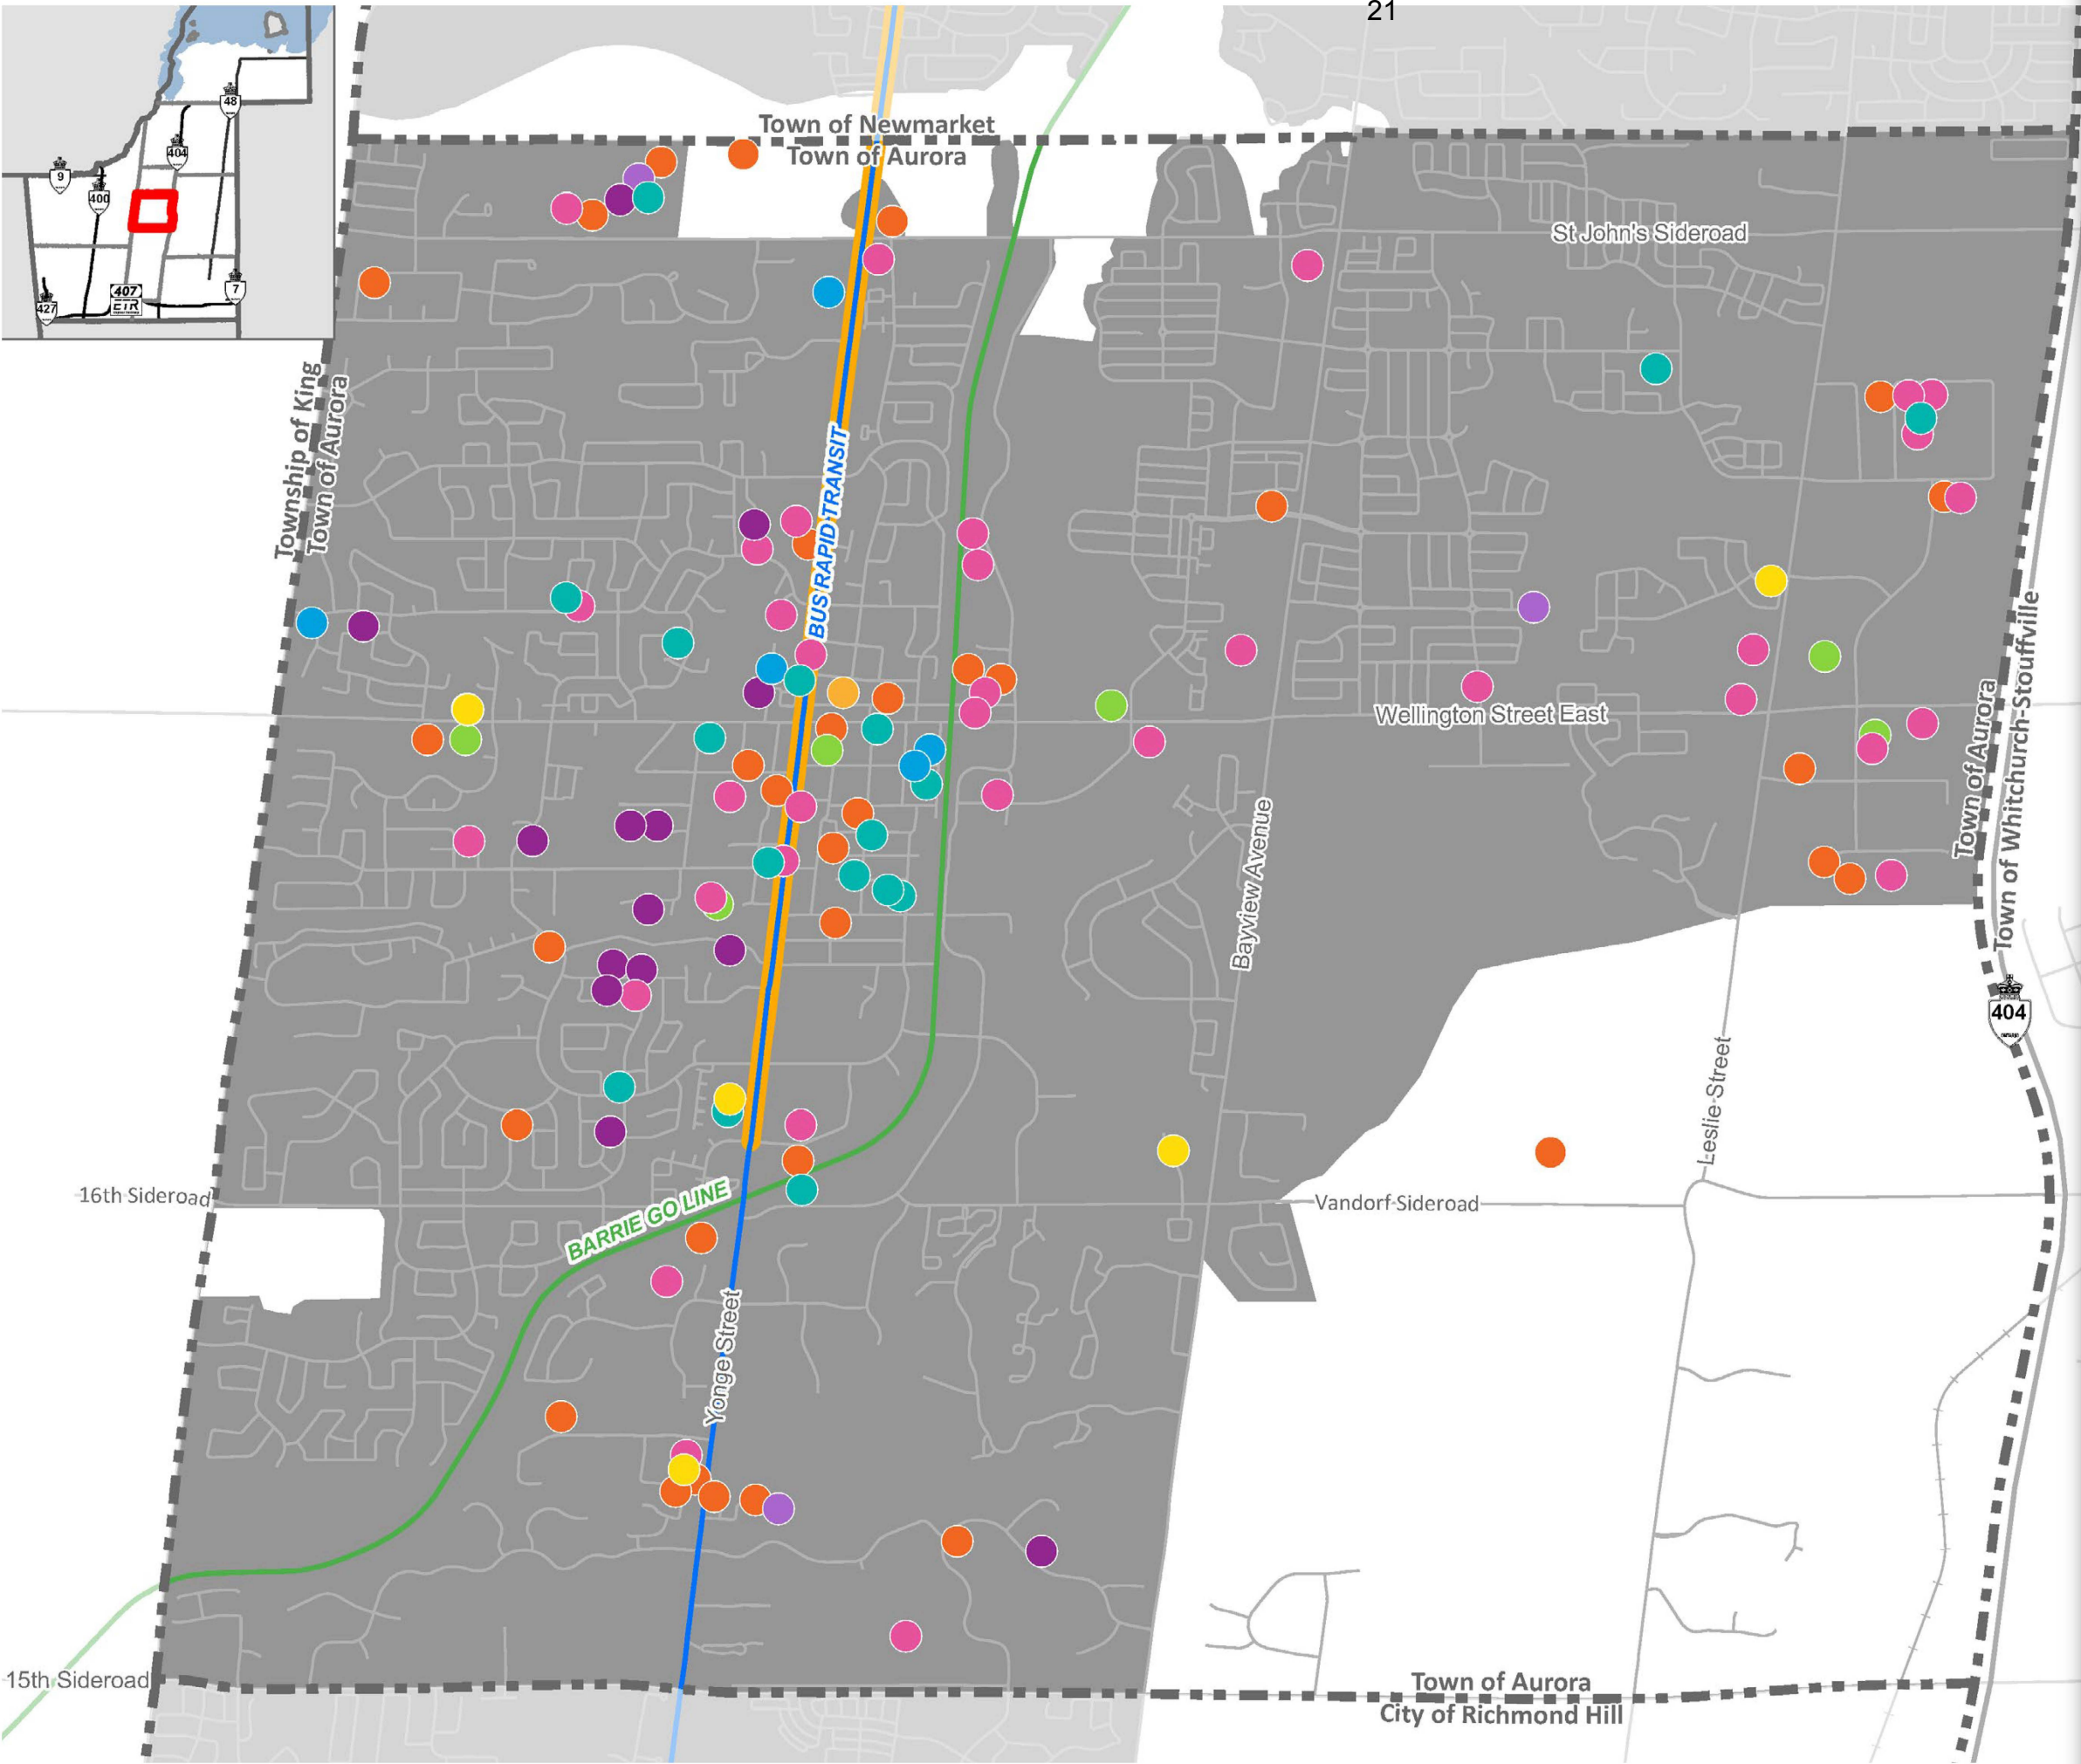 21
48
404
9
400
407
ETR
7
427
Town of Newmarket
Town of Aurora
St John's Sideroad
Township of King
Town of Aurora
BUS RAPID TRANSIT
Wellington Street East
Town of Aurora
Town of Whitchurch-Stouffville
Bayview Avenue
404
Leslie Street
16th Sideroad
Vandorf Sideroad
BARRIE GO LINE
Yonge Street
15th Sideroad
Town of Aurora
City of Richmond Hill